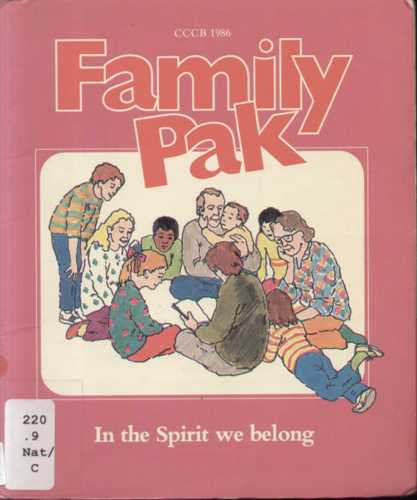 CCCB 1986
Family
Pak
In the Spirit we belong
220
.9
Nat/
C